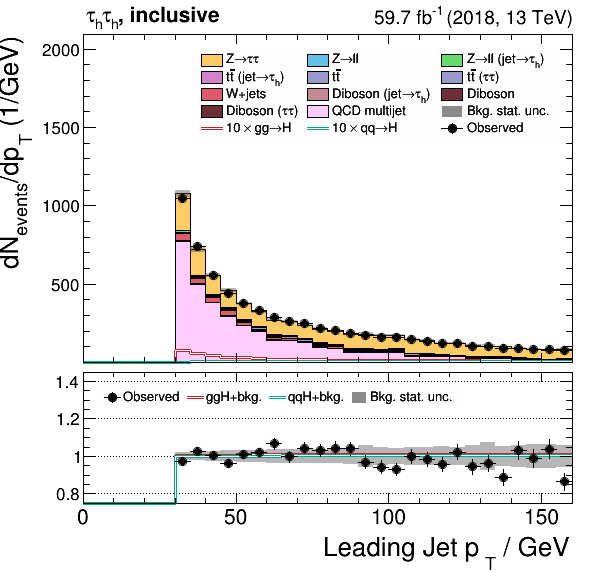 τhτh, inclusive 59.7 fb-1 (2018, 13 TeV)
dNevents/dpT (1/GeV)
2000
1500
1000
500
Z→ττ Z→ll Z→ll (jet→τh)
tt̄ (jet→τh) tt̄ tt̄ (ττ)
W+jets Diboson (jet→τh) Diboson
Diboson (ττ) QCD multijet Bkg. stat. unc.
10 × gg→H 10 × qq→H Observed
1.4
1.2
1
0.8
Observed ggH+bkg. qqH+bkg. Bkg. stat. unc.
0 50 100 150
Leading Jet pT / GeV